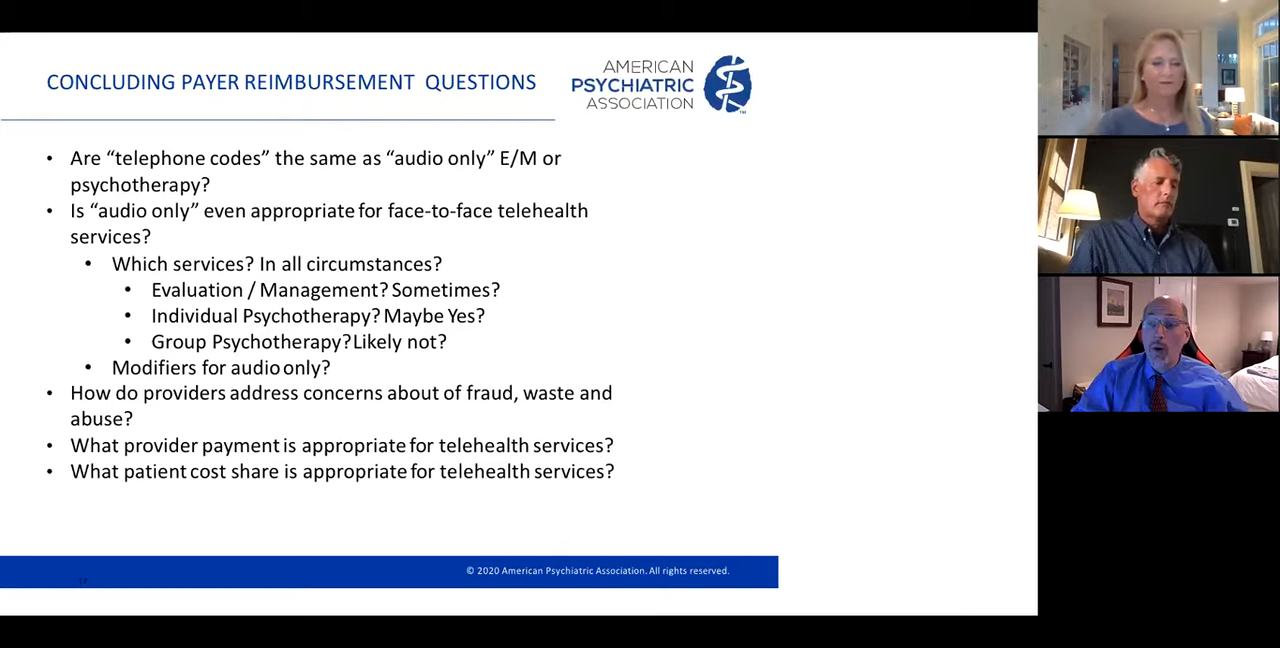 CONCLUDING PAYER REIMBURSEMENT QUESTIONS
AMERICAN
PSYCHIATRIC
ASSOCIATION
TM
• Are “telephone codes” the same as “audio only” E/M or
psychotherapy?
• Is “audio only” even appropriate for face-to-face telehealth
services?
• Which services? In all circumstances?
• Evaluation / Management? Sometimes?
• Individual Psychotherapy? Maybe Yes?
• Group Psychotherapy? Likely not?
• Modifiers for audio only?
• How do providers address concerns about of fraud, waste and
abuse?
• What provider payment is appropriate for telehealth services?
• What patient cost share is appropriate for telehealth services?
© 2020 American Psychiatric Association. All rights reserved.